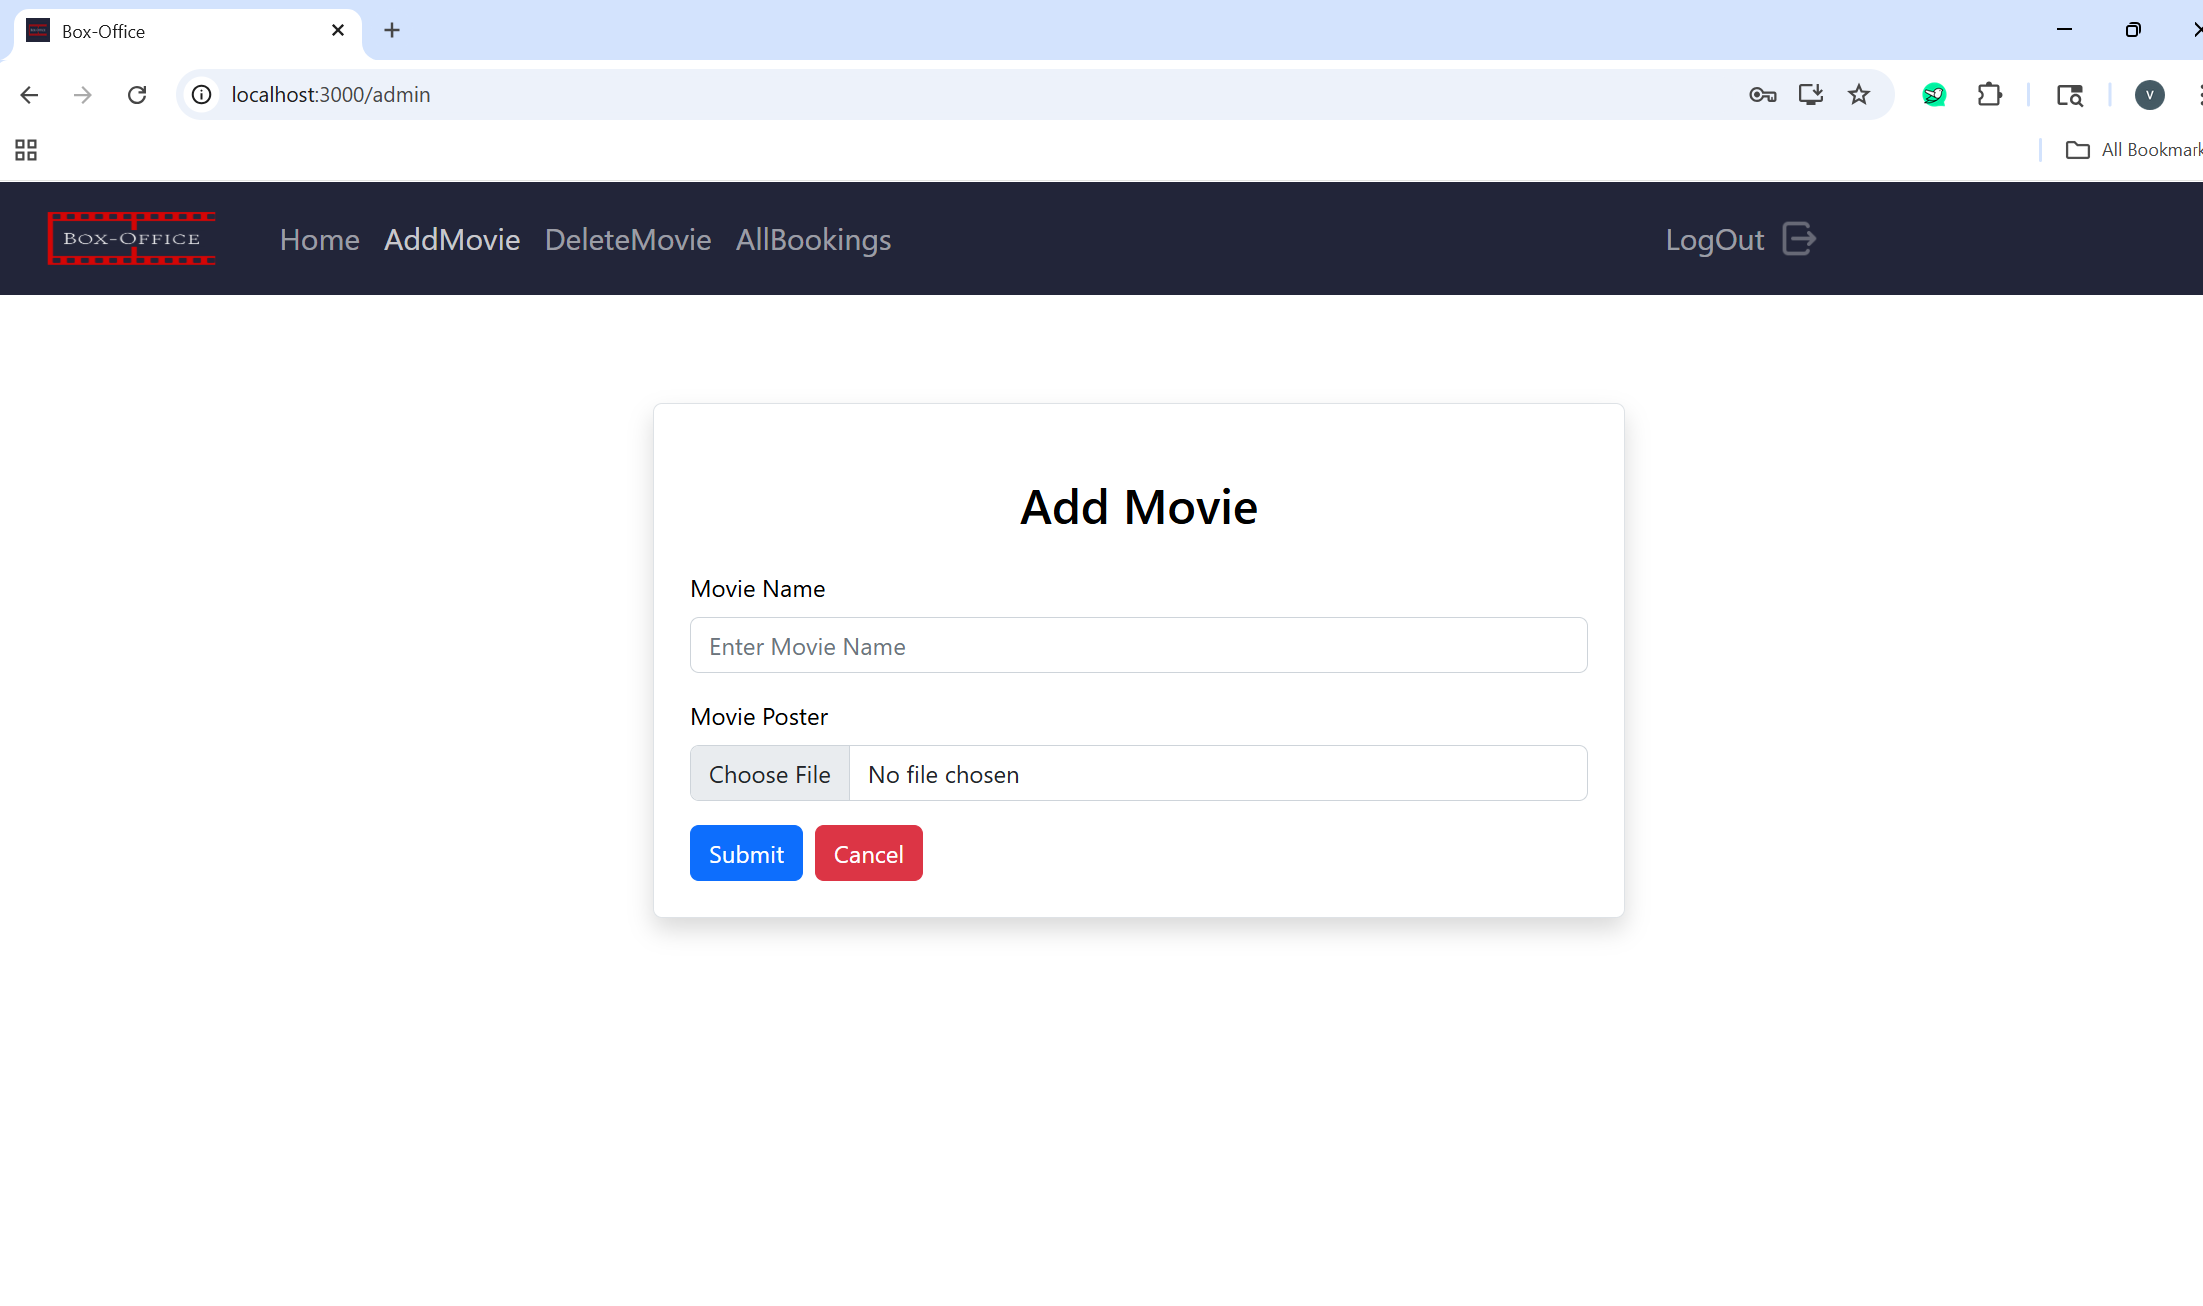 Box-Office
localhost:3000/admin
V
All Bookmark
BOX-OFFICE
Home AddMovie DeleteMovie AllBookings LogOut
Add Movie
Movie Name
Enter Movie Name
Movie Poster
Choose File No file chosen
Submit Cancel